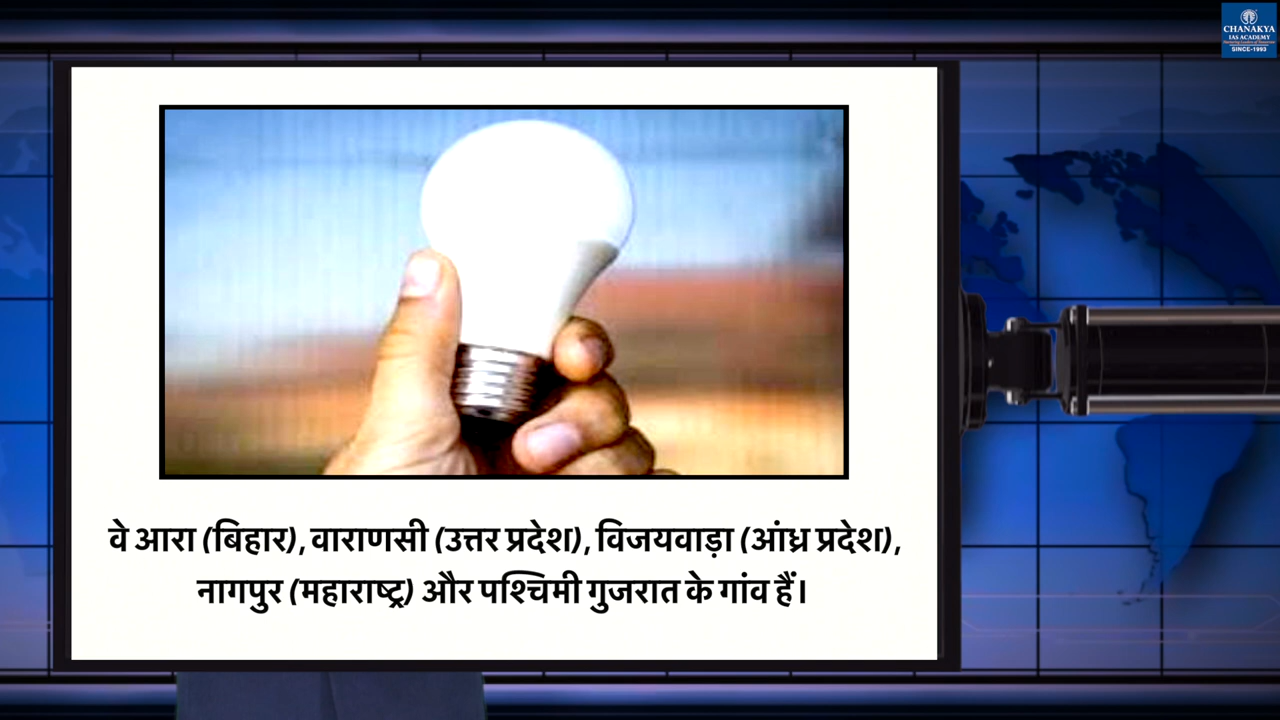 CHANAKYA
IAS ACADEMY
SINCE-1993
वे आरा (बिहार), वाराणसी (उत्तर प्रदेश), विजयवाड़ा (आंध्र प्रदेश),
नागपुर (महाराष्ट्र) और पश्चिमी गुजरात के गांव हैं।